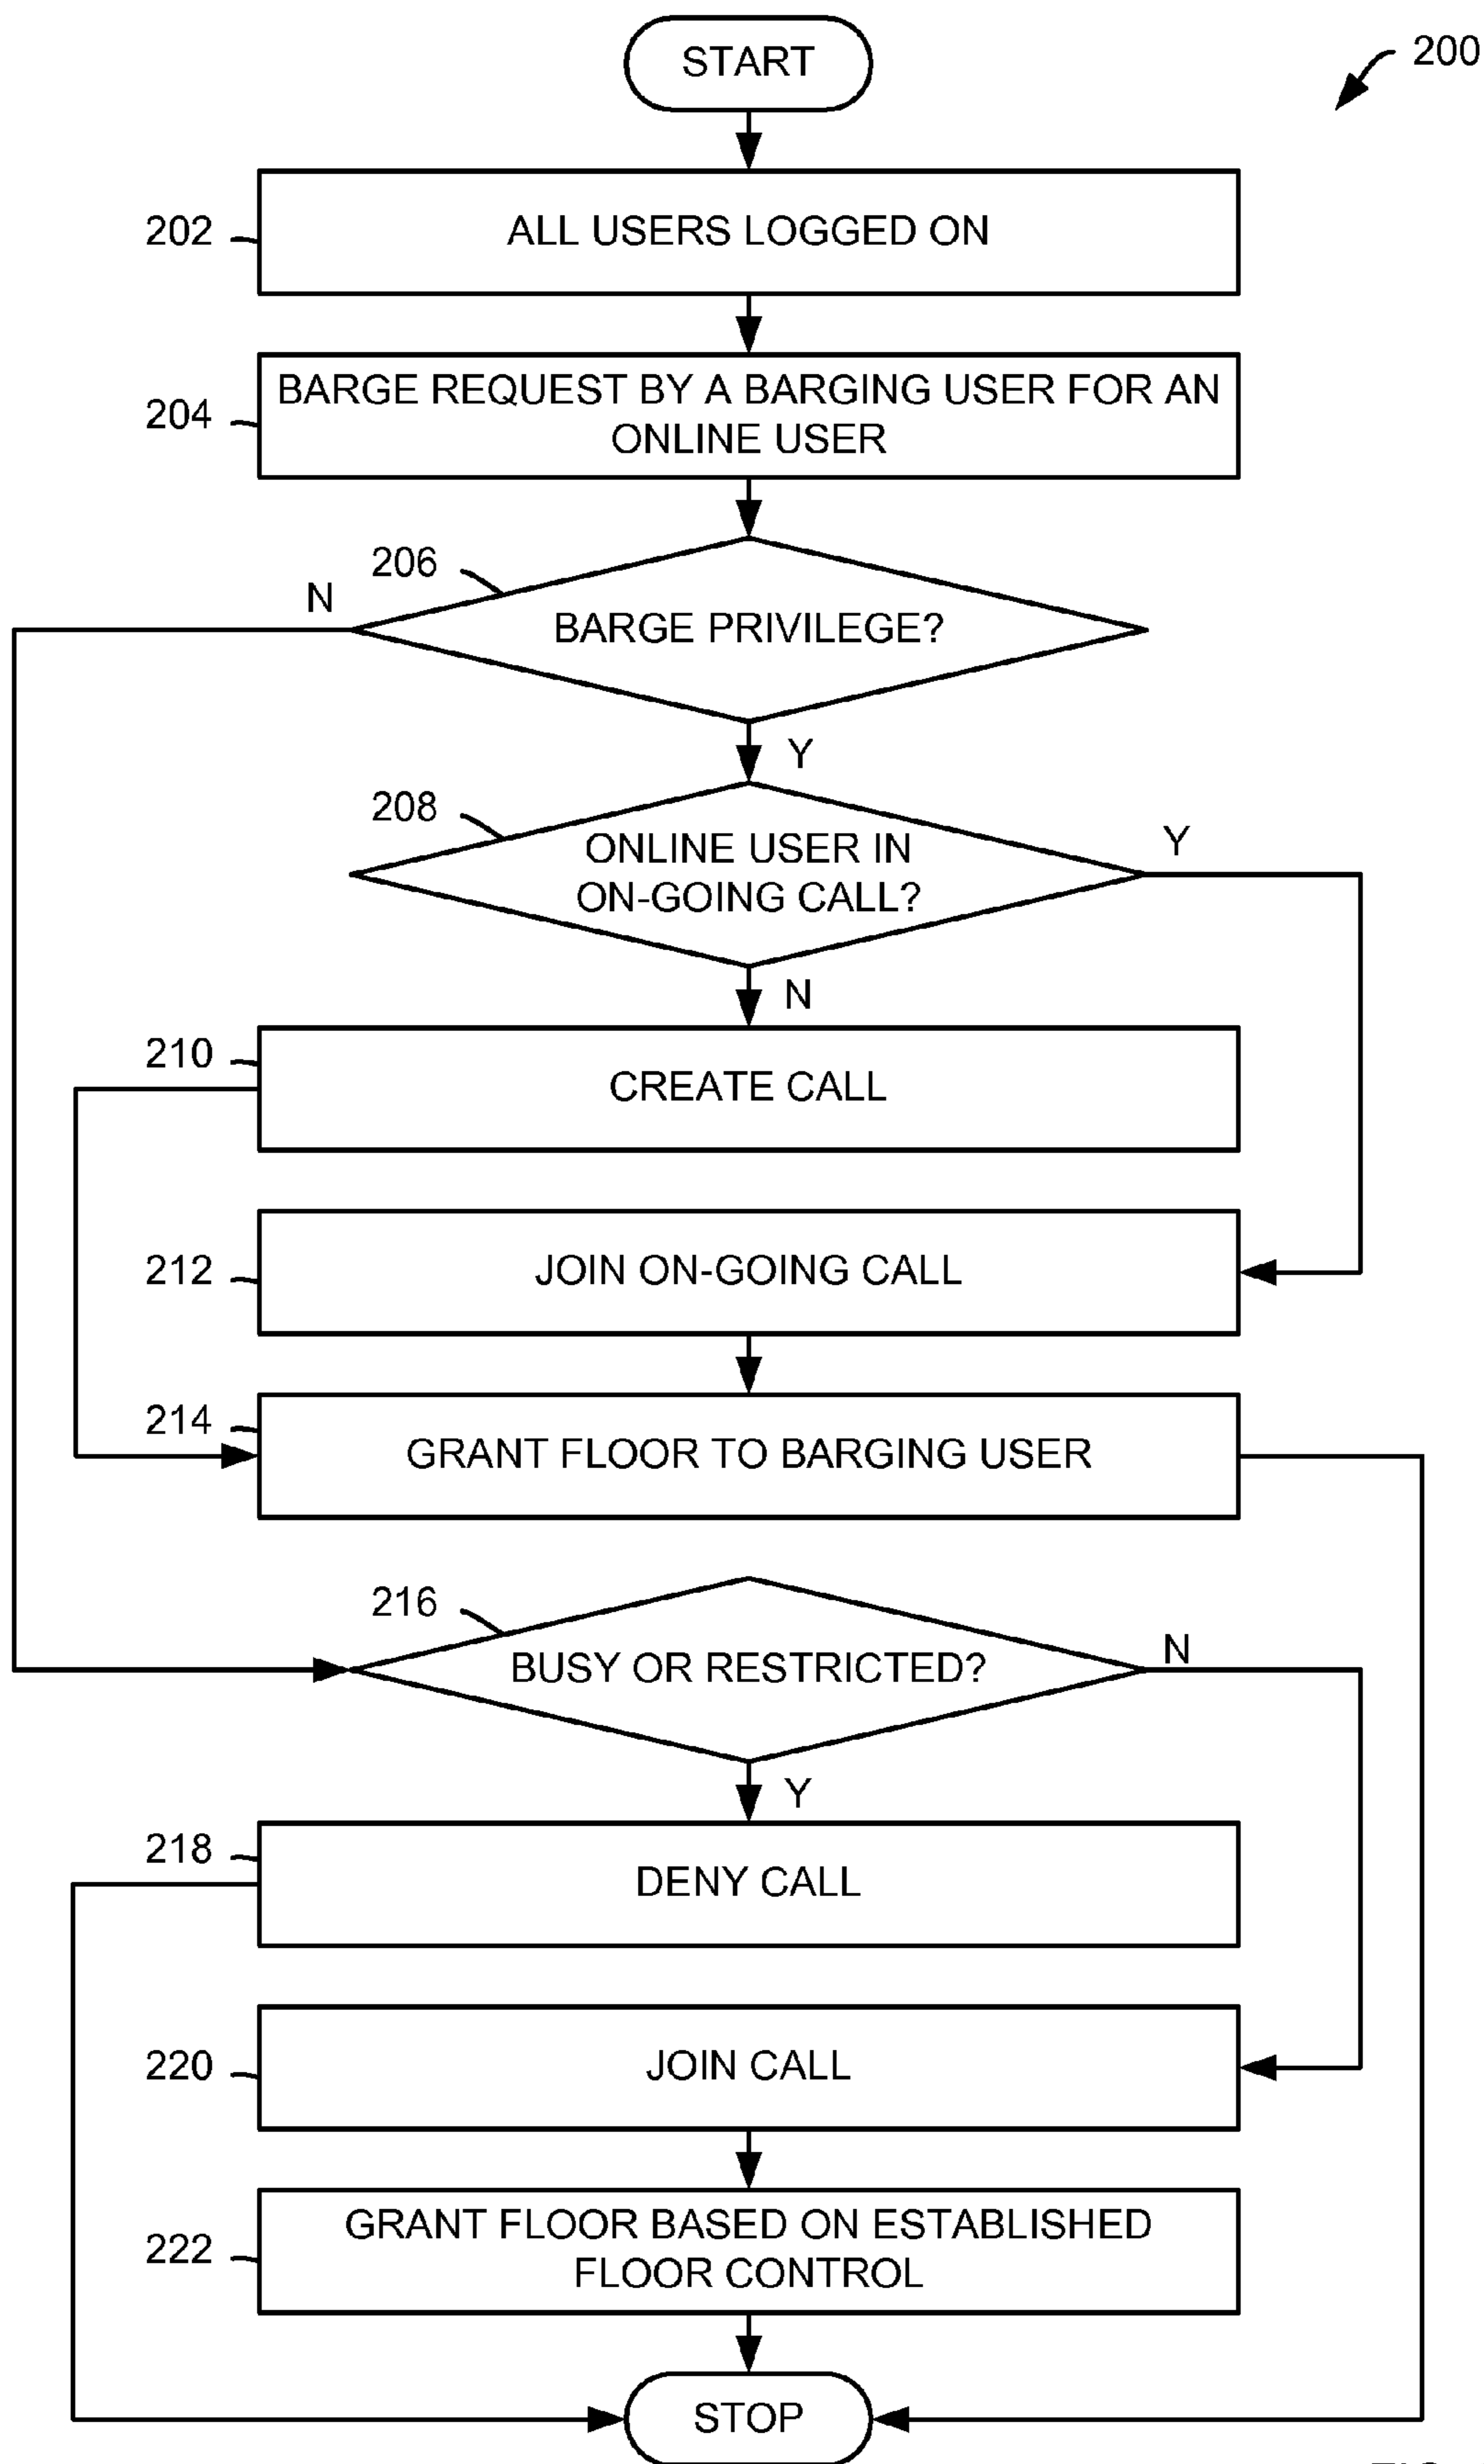 START
200
202
ALL USERS LOGGED ON
204
BARGE REQUEST BY A BARGING USER FOR AN
ONLINE USER
206
N
BARGE PRIVILEGE?
Y
208
ONLINE USER IN
ON-GOING CALL?
Y
N
210
CREATE CALL
212
JOIN ON-GOING CALL
214
GRANT FLOOR TO BARGING USER
216
BUSY OR RESTRICTED?
N
Y
218
DENY CALL
220
JOIN CALL
222
GRANT FLOOR BASED ON ESTABLISHED
FLOOR CONTROL
STOP